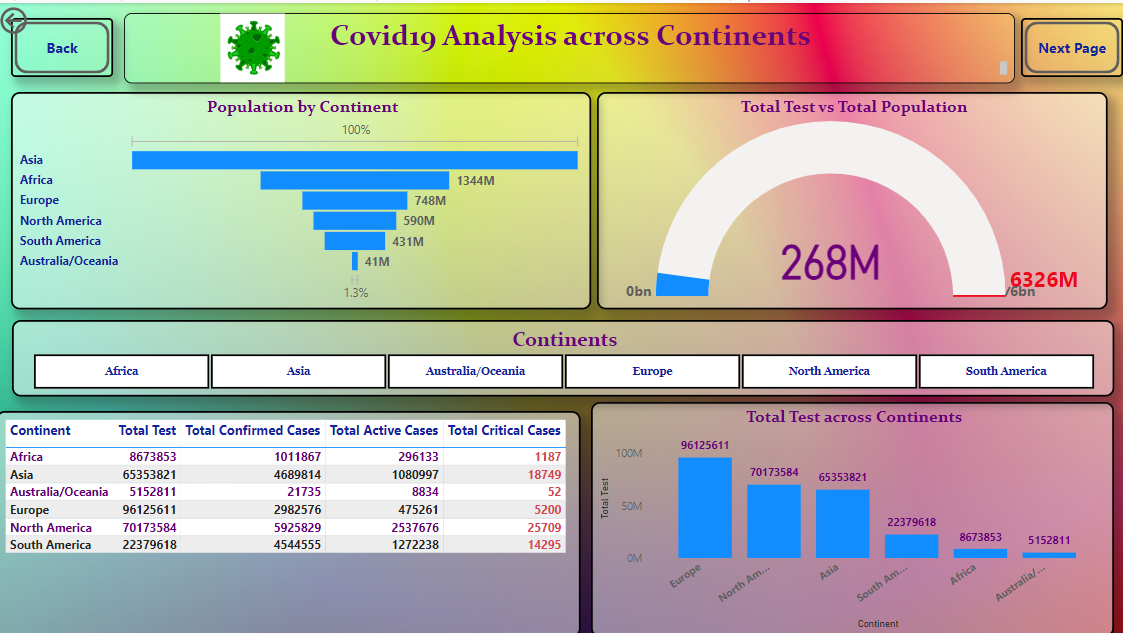 Back
Covid19 Analysis across Continents
Next Page
Population by Continent
100%
Asia
Africa 1344M
Europe 748M
North America 590M
South America 431M
Australia/Oceania 41M
1.3%
Total Test vs Total Population
268M
0bn
6326M
/6bn
Continents
Africa Asia Australia/Oceania Europe North America South America
Continent Total Test Total Confirmed Cases Total Active Cases Total Critical Cases
Africa 8673853 1011867 296133 1187
Asia 65353821 4689814 1080997 18749
Australia/Oceania 5152811 21735 8834 52
Europe 96125611 2982576 475261 5200
North America 70173584 5925829 2537676 25709
South America 22379618 4544555 1272238 14295
Total Test across Continents
Total Test
100M
50M
0M
96125611
70173584
65353821
22379618
8673853
5152811
Europe
North Am...
Asia
South Am...
Africa
Australia/...
Continent